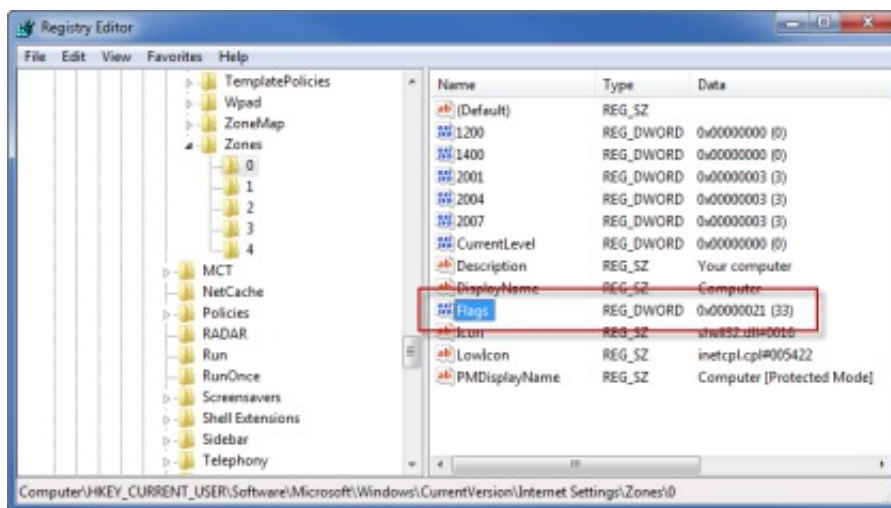 Registry Editor
File Edit View Favorites Help
TemplatePolicies
Wpad
ZoneMap
Zones
0
1
2
3
4
MCT
NetCache
Policies
RADAR
Run
RunOnce
Screensavers
Shell Extensions
Sidebar
Telephony
Name Type Data
(Default) REG_SZ
1200 REG_DWORD 0x00000000 (0)
1400 REG_DWORD 0x00000000 (0)
2001 REG_DWORD 0x00000003 (3)
2004 REG_DWORD 0x00000003 (3)
2007 REG_DWORD 0x00000003 (3)
CurrentLevel REG_DWORD 0x00000000 (0)
Description REG_SZ Your computer
DisplayName REG_SZ Computer
Flags REG_DWORD 0x00000021 (33)
Icon REG_SZ shell32.dll#0016
LowIcon REG_SZ inetcpl.cpl#005422
PMDisplayName REG_SZ Computer [Protected Mode]
Computer\HKEY_CURRENT_USER\Software\Microsoft\Windows\CurrentVersion\Internet Settings\Zones\0